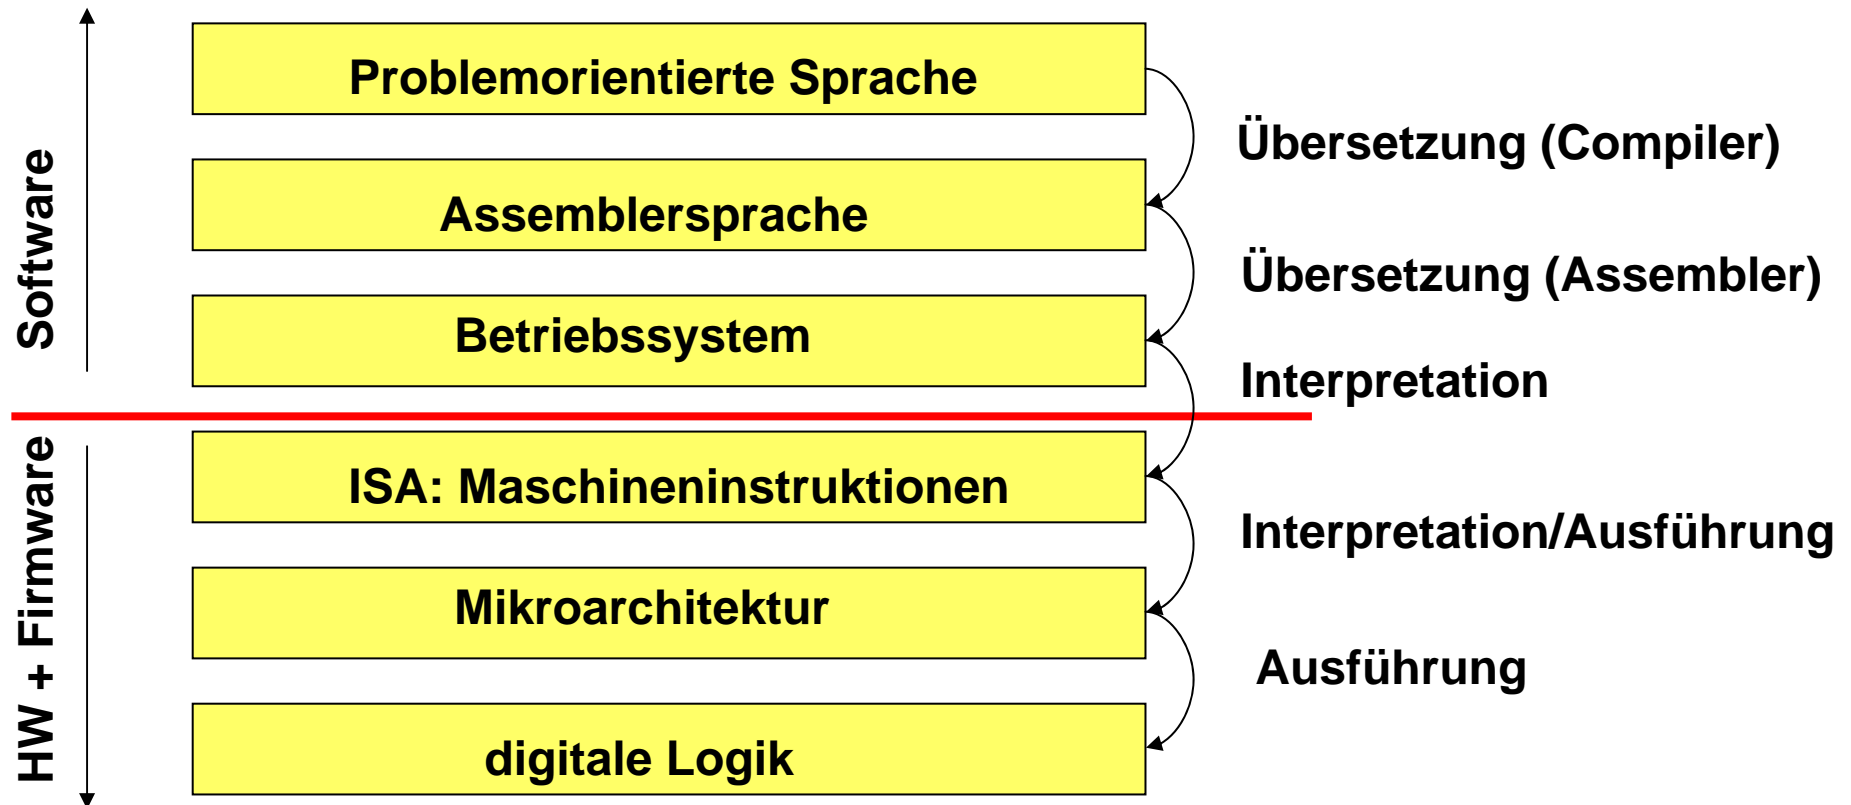 Software
Problemorientierte Sprache
Übersetzung (Compiler)
Assemblersprache
Übersetzung (Assembler)
Betriebssystem
Interpretation
HW + Firmware
ISA: Maschineninstruktionen
Interpretation/Ausführung
Mikroarchitektur
Ausführung
digitale Logik